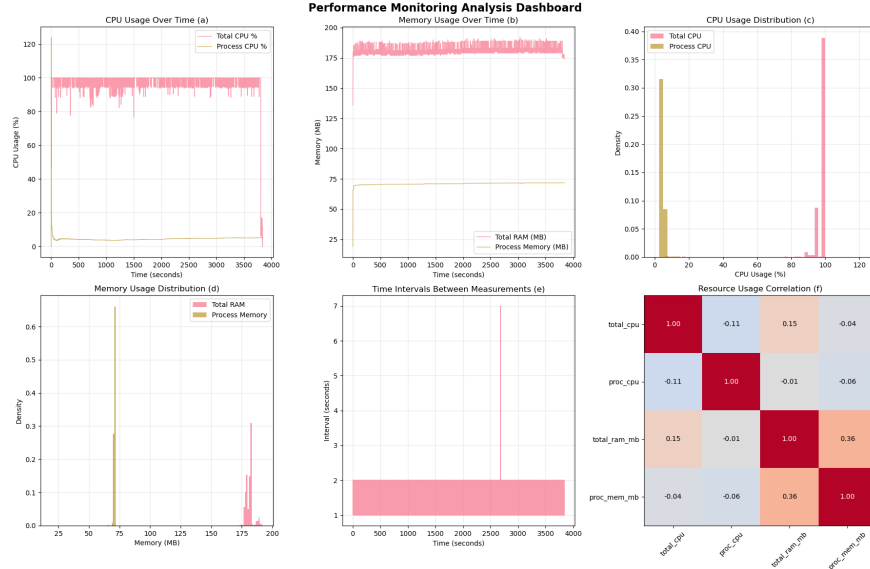 Performance Monitoring Analysis Dashboard
CPU Usage Over Time (a)
CPU Usage (%)
120
100
80
60
40
20
0
Total CPU %
Process CPU %
0 500 1000 1500 2000 2500 3000 3500 4000
Time (seconds)
Memory Usage Over Time (b)
Memory (MB)
200
175
150
125
100
75
50
25
Total RAM (MB)
Process Memory (MB)
0 500 1000 1500 2000 2500 3000 3500 4000
Time (seconds)
CPU Usage Distribution (c)
Density
0.40
0.35
0.30
0.25
0.20
0.15
0.10
0.05
0.00
Total CPU
Process CPU
0 20 40 60 80 100 120
CPU Usage (%)
Memory Usage Distribution (d)
Density
0.6
0.5
0.4
0.3
0.2
0.1
0.0
Total RAM
Process Memory
25 50 75 100 125 150 175 200
Memory (MB)
Time Intervals Between Measurements (e)
Interval (seconds)
7
6
5
4
3
2
1
0 500 1000 1500 2000 2500 3000 3500 4000
Time (seconds)
Resource Usage Correlation (f)
total_cpu 1.00 -0.11 0.15 -0.04
proc_cpu -0.11 1.00 -0.01 -0.06
total_ram_mb 0.15 -0.01 1.00 0.36
proc_mem_mb -0.04 -0.06 0.36 1.00
total_cpu proc_cpu total_ram_mb proc_mem_mb